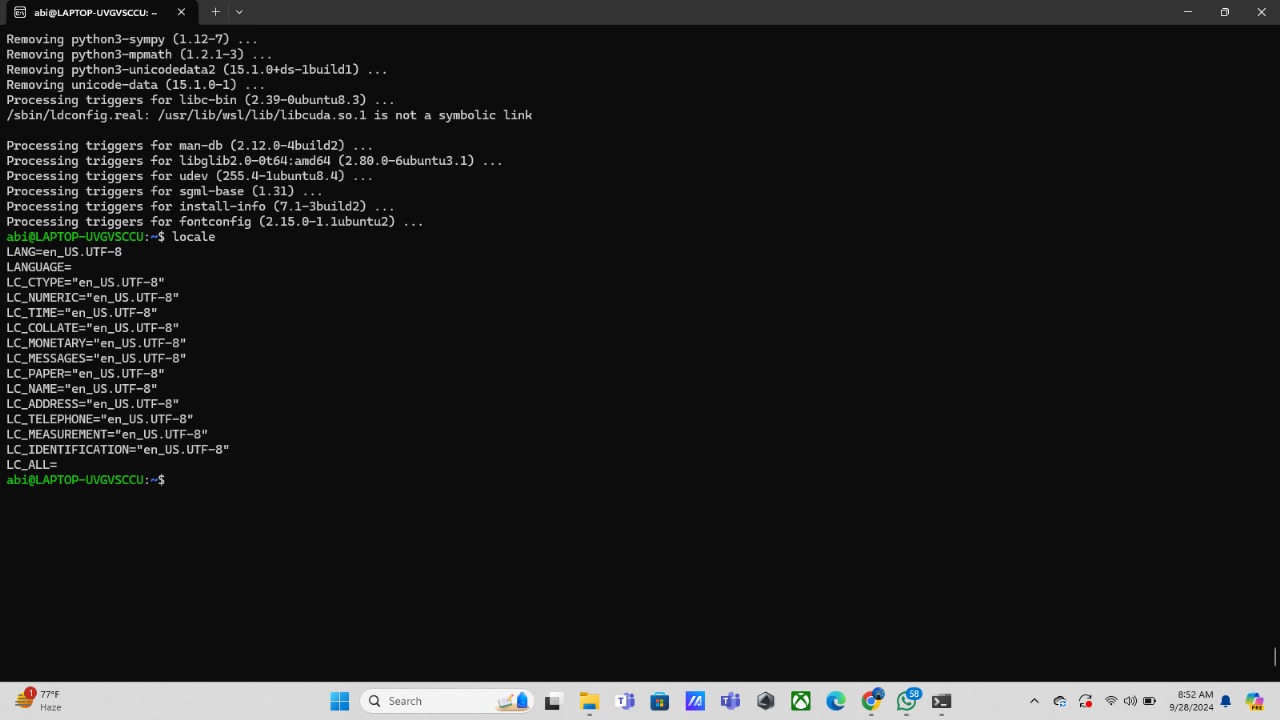 abi@LAPTOP-UVGVSCCU: ~
Removing python3-sympy (1.12-7) ...
Removing python3-mpmath (1.2.1-3) ...
Removing python3-unicodedata2 (15.1.0+ds-1build1) ...
Removing unicode-data (15.1.0-1) ...
Processing triggers for libc-bin (2.39-0ubuntu8.3) ...
/sbin/ldconfig.real: /usr/lib/wsl/lib/libcuda.so.1 is not a symbolic link
Processing triggers for man-db (2.12.0-4build2) ...
Processing triggers for libglib2.0-0t64:amd64 (2.80.0-6ubuntu3.1) ...
Processing triggers for udev (255.4-1ubuntu8.4) ...
Processing triggers for sgml-base (1.31) ...
Processing triggers for install-info (7.1-3build2) ...
Processing triggers for fontconfig (2.15.0-1.1ubuntu2) ...
abi@LAPTOP-UVGVSCCU:~$ locale
LANG=en_US.UTF-8
LANGUAGE=
LC_CTYPE="en_US.UTF-8"
LC_NUMERIC="en_US.UTF-8"
LC_TIME="en_US.UTF-8"
LC_COLLATE="en_US.UTF-8"
LC_MONETARY="en_US.UTF-8"
LC_MESSAGES="en_US.UTF-8"
LC_PAPER="en_US.UTF-8"
LC_NAME="en_US.UTF-8"
LC_ADDRESS="en_US.UTF-8"
LC_TELEPHONE="en_US.UTF-8"
LC_MEASUREMENT="en_US.UTF-8"
LC_IDENTIFICATION="en_US.UTF-8"
LC_ALL=
abi@LAPTOP-UVGVSCCU:~$
1
77°F
Haze
Search
58
8:52 AM
9/28/2024
PRE